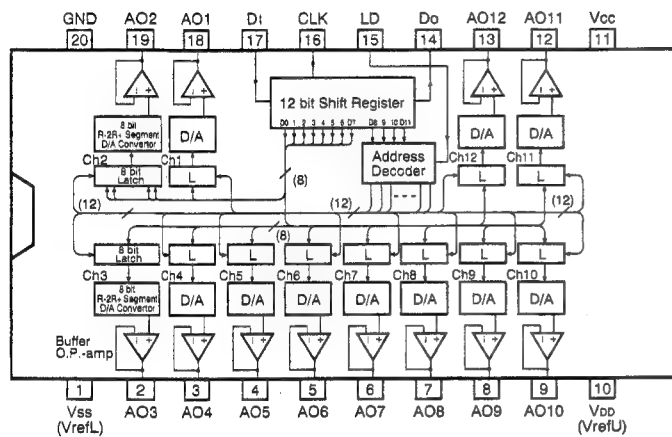 GND AO2 AO1 Di CLK LD Do AO12 AO11 Vcc
20 19 18 17 16 15 14 13 12 11
12 bit Shift Register
D0 1 2 3 4 5 6 D7 D8 9 10 D11
8 bit
R-2R+ Segment
D/A Convertor
D/A
Address
Decoder
D/A
D/A
Ch2
8 bit
Latch
Ch1
L
(8)
Ch12
L
Ch11
L
(12)
(12)
(12)
(8)
8 bit
Latch
L L L L L L L
Ch3 Ch4 Ch5 Ch6 Ch7 Ch8 Ch9 Ch10
8 bit
R-2R+ Segment
D/A Convertor
D/A D/A D/A D/A D/A D/A D/A
Buffer
O.P.-amp
1 2 3 4 5 6 7 8 9 10
Vss
(VrefL)
AO3 AO4 AO5 AO6 AO7 AO8 AO9 AO10
VDD
(VrefU)